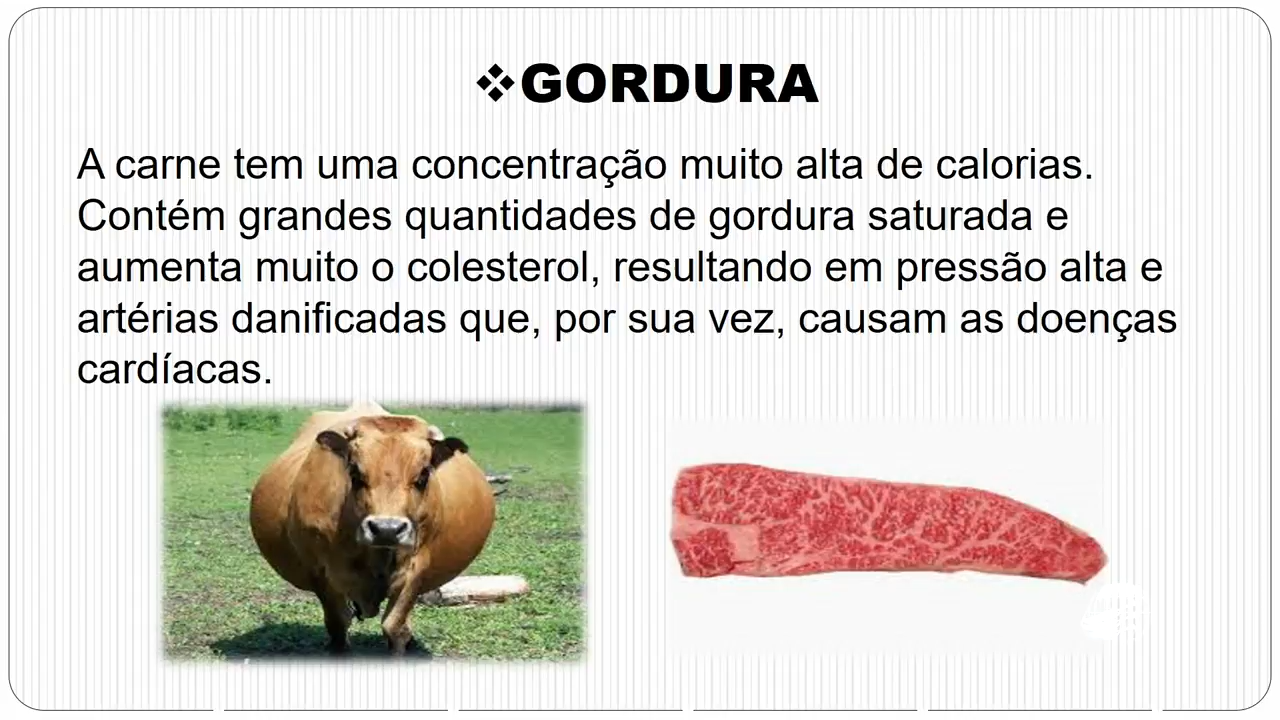 ❖GORDURA
A carne tem uma concentração muito alta de calorias.
Contém grandes quantidades de gordura saturada e
aumenta muito o colesterol, resultando em pressão alta e
artérias danificadas que, por sua vez, causam as doenças
cardíacas.